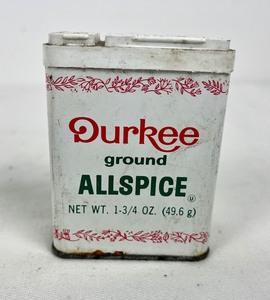 Durkee
ground
ALLSPICE
NET WT. 1-3/4 OZ. (49.6 g)